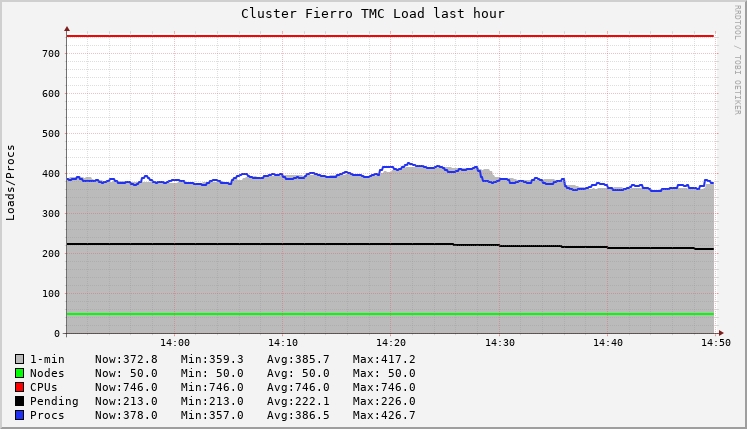 Cluster Fierro TMC Load last hour
RRDTOOL / TOBI OETIKER
Loads/Procs
700
600
500
400
300
200
100
0
14:00 14:10 14:20 14:30 14:40 14:50
1-min Now:372.8 Min:359.3 Avg:385.7 Max:417.2
Nodes Now: 50.0 Min: 50.0 Avg: 50.0 Max: 50.0
CPUs Now:746.0 Min:746.0 Avg:746.0 Max:746.0
Pending Now:213.0 Min:213.0 Avg:222.1 Max:226.0
Procs Now:378.0 Min:357.0 Avg:386.5 Max:426.7